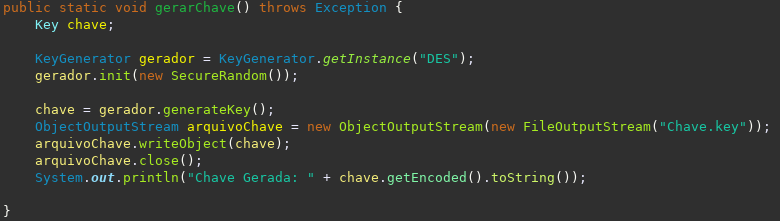 public static void gerarChave() throws Exception {
    Key chave;
    KeyGenerator gerador = KeyGenerator.getInstance("DES");
    gerador.init(new SecureRandom());
    chave = gerador.generateKey();
    ObjectOutputStream arquivoChave = new ObjectOutputStream(new FileOutputStream("Chave.key"));
    arquivoChave.writeObject(chave);
    arquivoChave.close();
    System.out.println("Chave Gerada: " + chave.getEncoded().toString());
}